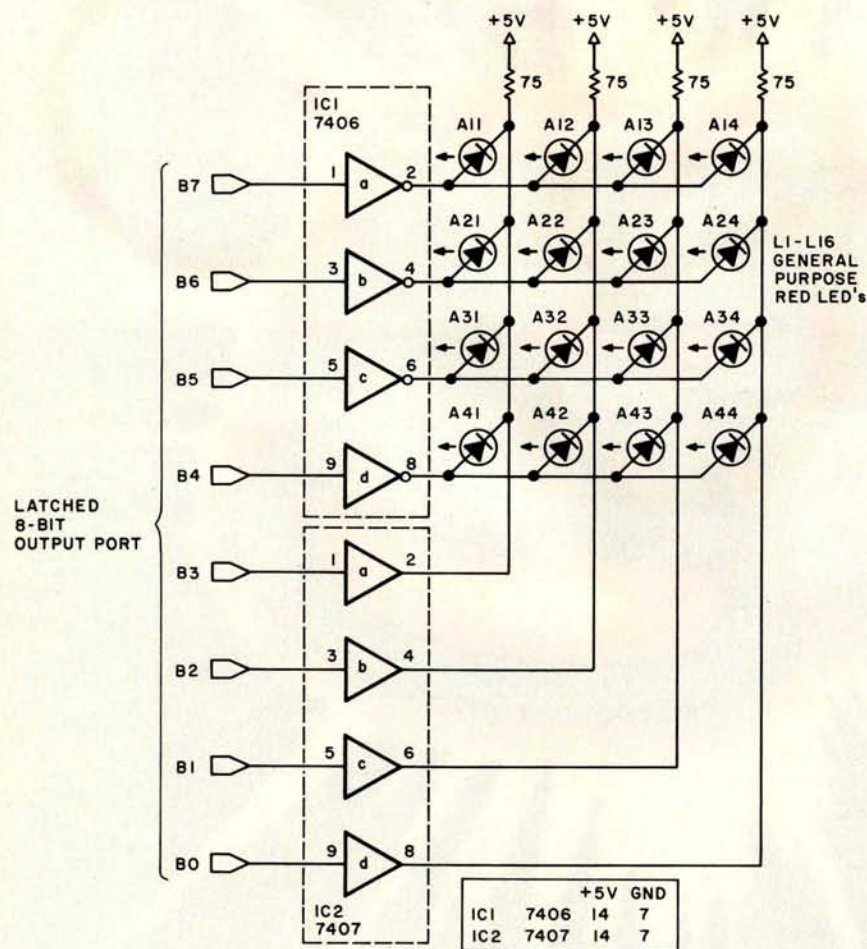 +5V +5V +5V +5V
75 75 75 75
IC1
7406
A11 A12 A13 A14
B7 1 a 2
A21 A22 A23 A24
L1-L16
GENERAL
PURPOSE
RED LED's
B6 3 b 4
A31 A32 A33 A34
B5 5 c 6
A41 A42 A43 A44
B4 9 d 8
LATCHED
8-BIT
OUTPUT PORT
B3 1 a 2
B2 3 b 4
B1 5 c 6
B0 9 d 8
IC2
7407
+5V GND
IC1 7406 14 7
IC2 7407 14 7